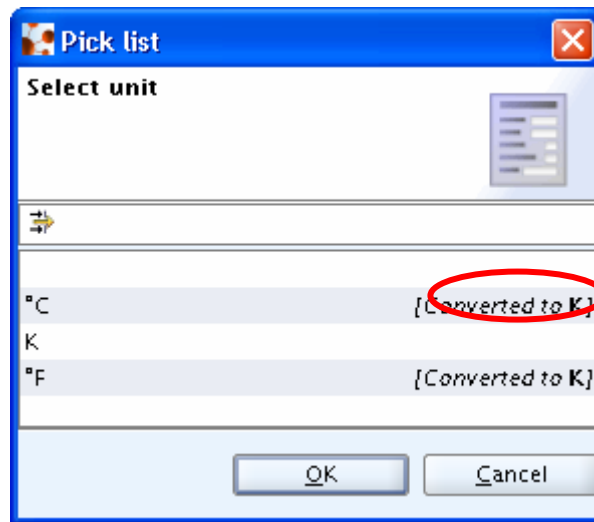 Pick list
Select unit
°C [Converted to K]
K
°F [Converted to K]
OK Cancel